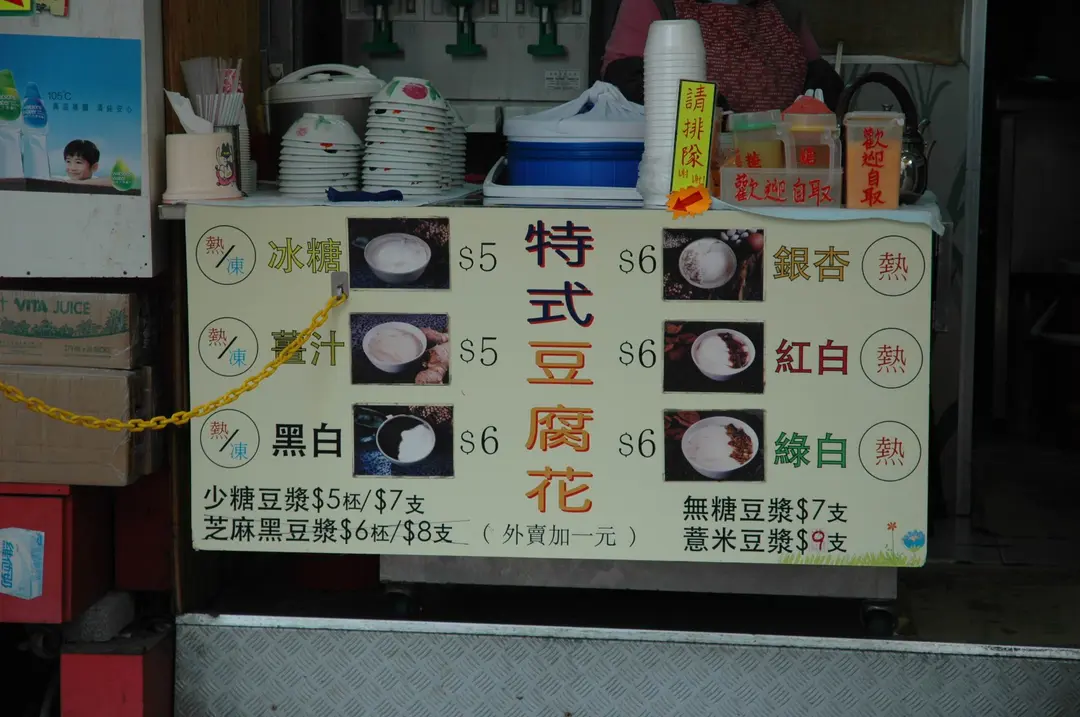 105°C
請排隊
謝謝
歡迎自取
歡迎自取
VITA JUICE
特式豆腐花
熱/凍 冰糖 $5
熱/凍 薑汁 $5
熱/凍 黑白 $6
$6 銀杏 熱
$6 紅白 熱
$6 綠白 熱
少糖豆漿$5杯/$7支
芝麻黑豆漿$6杯/$8支
(外賣加一元)
無糖豆漿$7支
薏米豆漿$9支